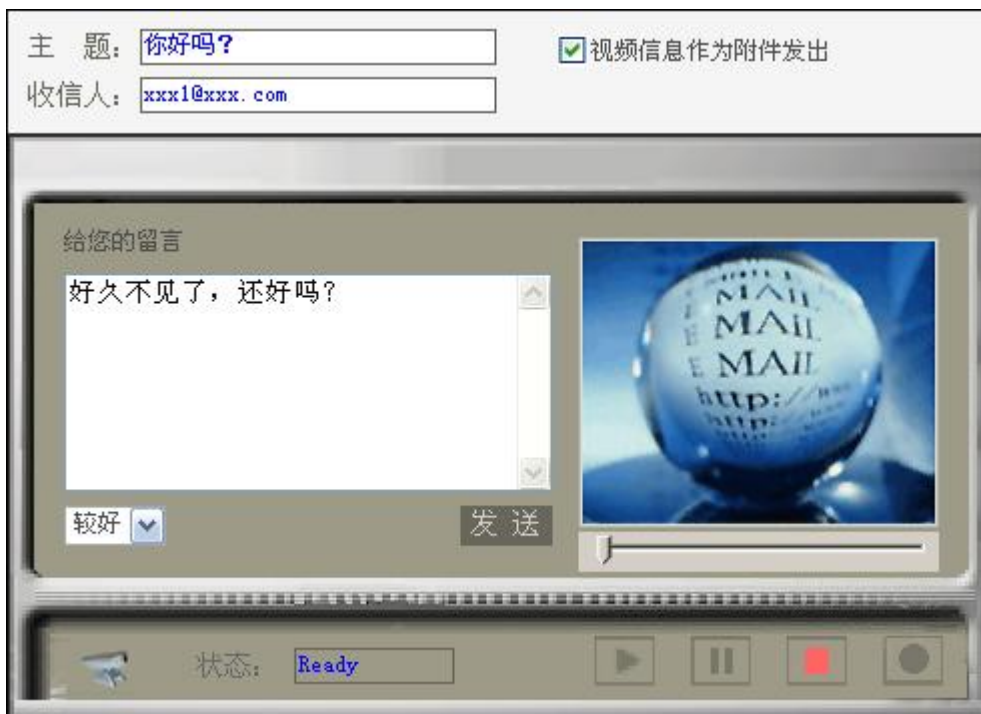 主 题: 你好吗?
视频信息作为附件发出
收信人: xxx1@xxx.com
给您的留言
好久不见了，还好吗?
MAIL
E MAIL
E MAIL
http://
http:
较好
发 送
状态: Ready